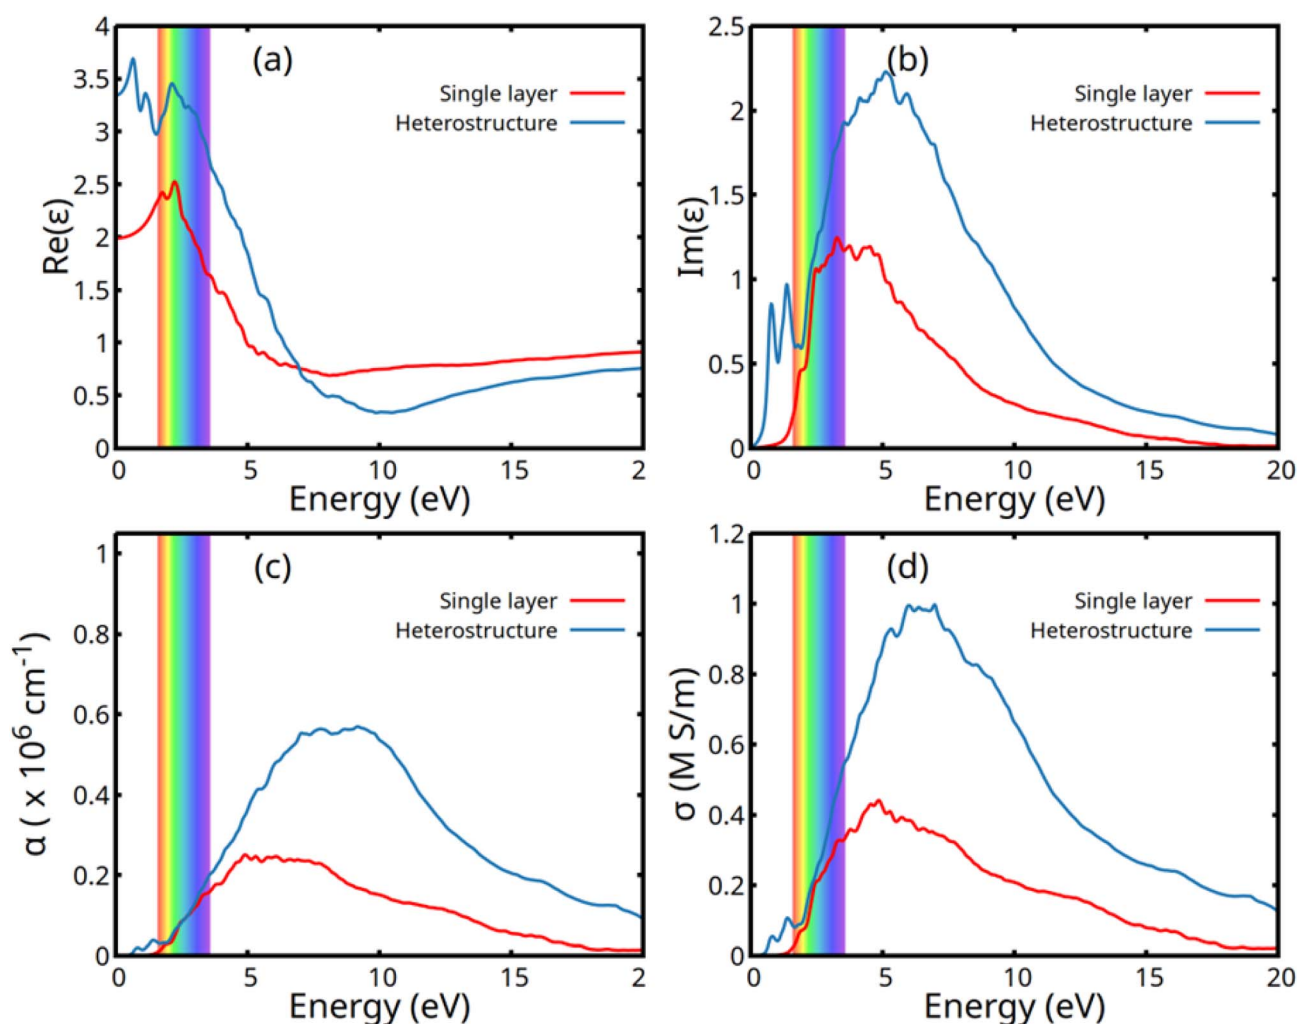 (a)
Single layer
Heterostructure
4
3.5
3
2.5
2
1.5
1
0.5
0
Re(ε)
0 5 10 15 2
Energy (eV)
(b)
Single layer
Heterostructure
2.5
2
1.5
1
0.5
0
Im(ε)
0 5 10 15 20
Energy (eV)
(c)
Single layer
Heterostructure
1
0.8
0.6
0.4
0.2
0
α ( x 10⁶ cm⁻¹)
0 5 10 15 2
Energy (eV)
(d)
Single layer
Heterostructure
1.2
1
0.8
0.6
0.4
0.2
0
σ (M S/m)
0 5 10 15 20
Energy (eV)